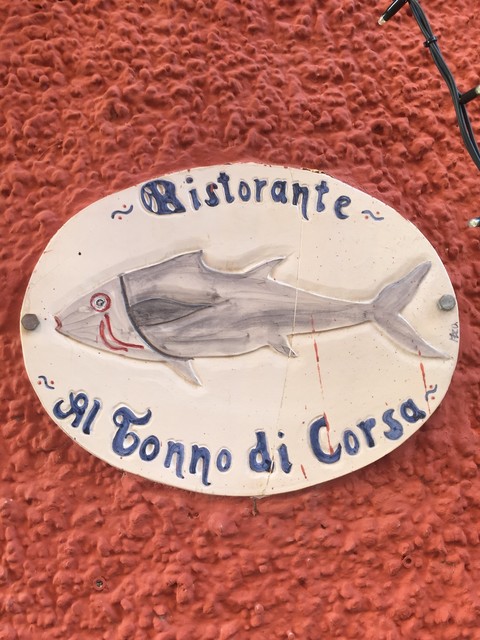 Ristorante
Al Tonno di Corsa